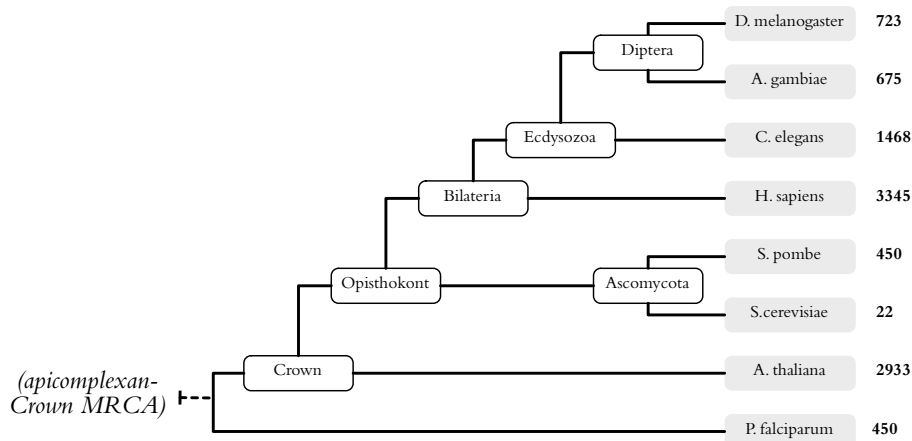 D. melanogaster 723
Diptera
A. gambiae 675
Ecdysozoa
C. elegans 1468
Bilateria
H. sapiens 3345
S. pombe 450
Opisthokont
Ascomycota
S.cerevisiae 22
Crown
A. thaliana 2933
(apicomplexan-
Crown MRCA)
P. falciparum 450